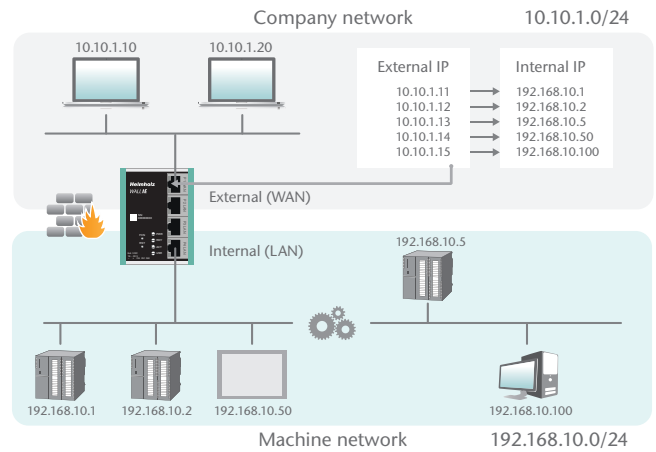 Company network 10.10.1.0/24
10.10.1.10 10.10.1.20
External IP Internal IP
10.10.1.11 192.168.10.1
10.10.1.12 192.168.10.2
10.10.1.13 192.168.10.5
10.10.1.14 192.168.10.50
10.10.1.15 192.168.10.100
Helmholz
WALL IE
External (WAN)
Internal (LAN)
192.168.10.5
192.168.10.1 192.168.10.2 192.168.10.50 192.168.10.100
Machine network 192.168.10.0/24